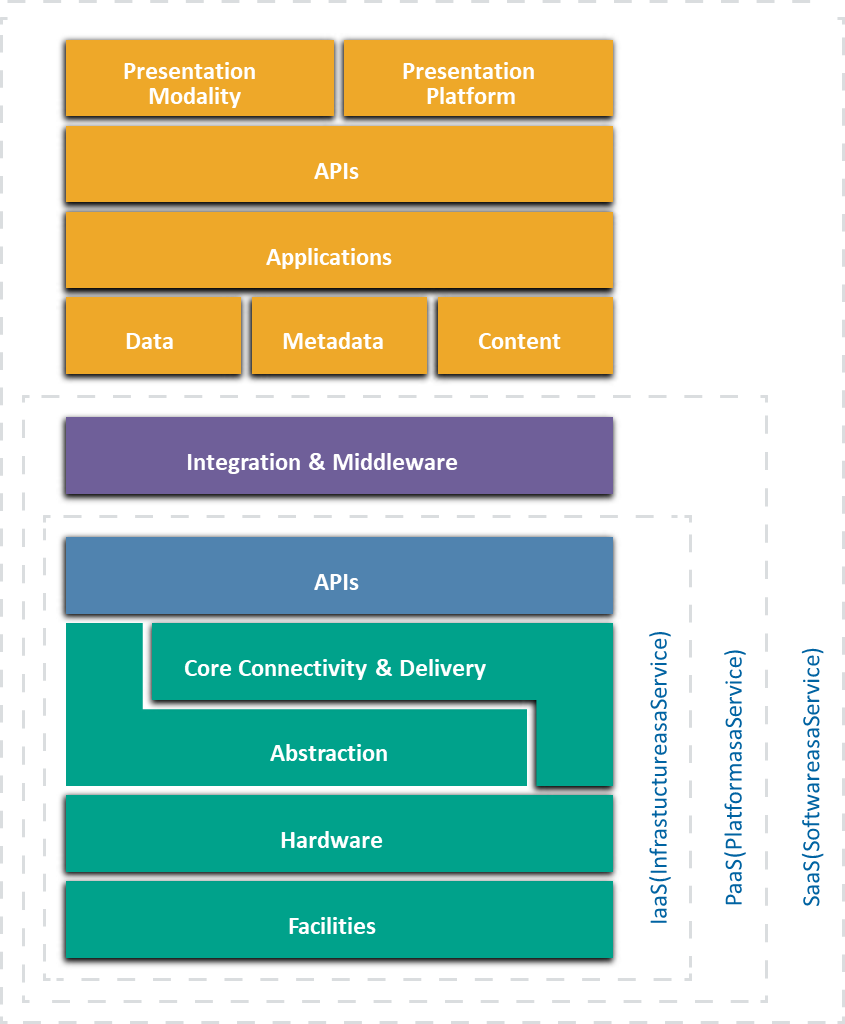 Presentation
Modality
Presentation
Platform
APIs
Applications
Data
Metadata
Content
Integration & Middleware
APIs
Core Connectivity & Delivery
Abstraction
Hardware
Facilities
IaaS(InfrastuctureasaService)
PaaS(PlatformasaService)
SaaS(SoftwareasaService)